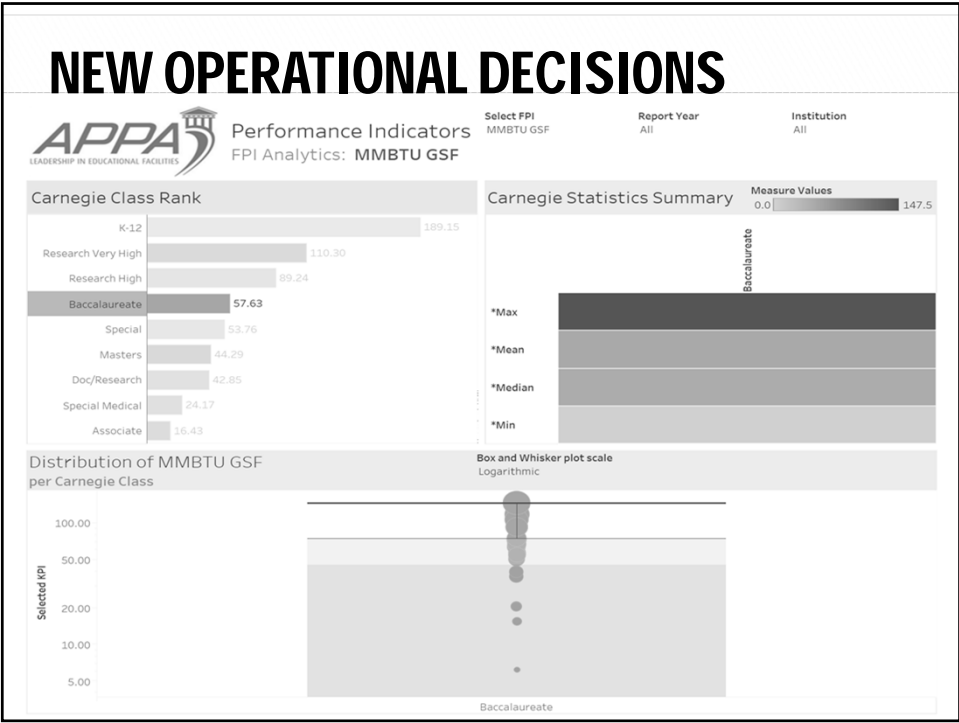 NEW OPERATIONAL DECISIONS
APPA
LEADERSHIP IN EDUCATIONAL FACILITIES
Performance Indicators
FPI Analytics: MMBTU GSF
Select FPI
MMBTU GSF
Report Year
All
Institution
All
Carnegie Class Rank
K-12 189.15
Research Very High 110.30
Research High 89.24
Baccalaureate 57.63
Special 53.76
Masters 44.29
Doc/Research 42.85
Special Medical 24.17
Associate 16.43
Carnegie Statistics Summary
Measure Values
0.0 147.5
Baccalaureate
*Max
*Mean
*Median
*Min
Distribution of MMBTU GSF
per Carnegie Class
Box and Whisker plot scale
Logarithmic
Selected KPI
100.00
50.00
20.00
10.00
5.00
Baccalaureate